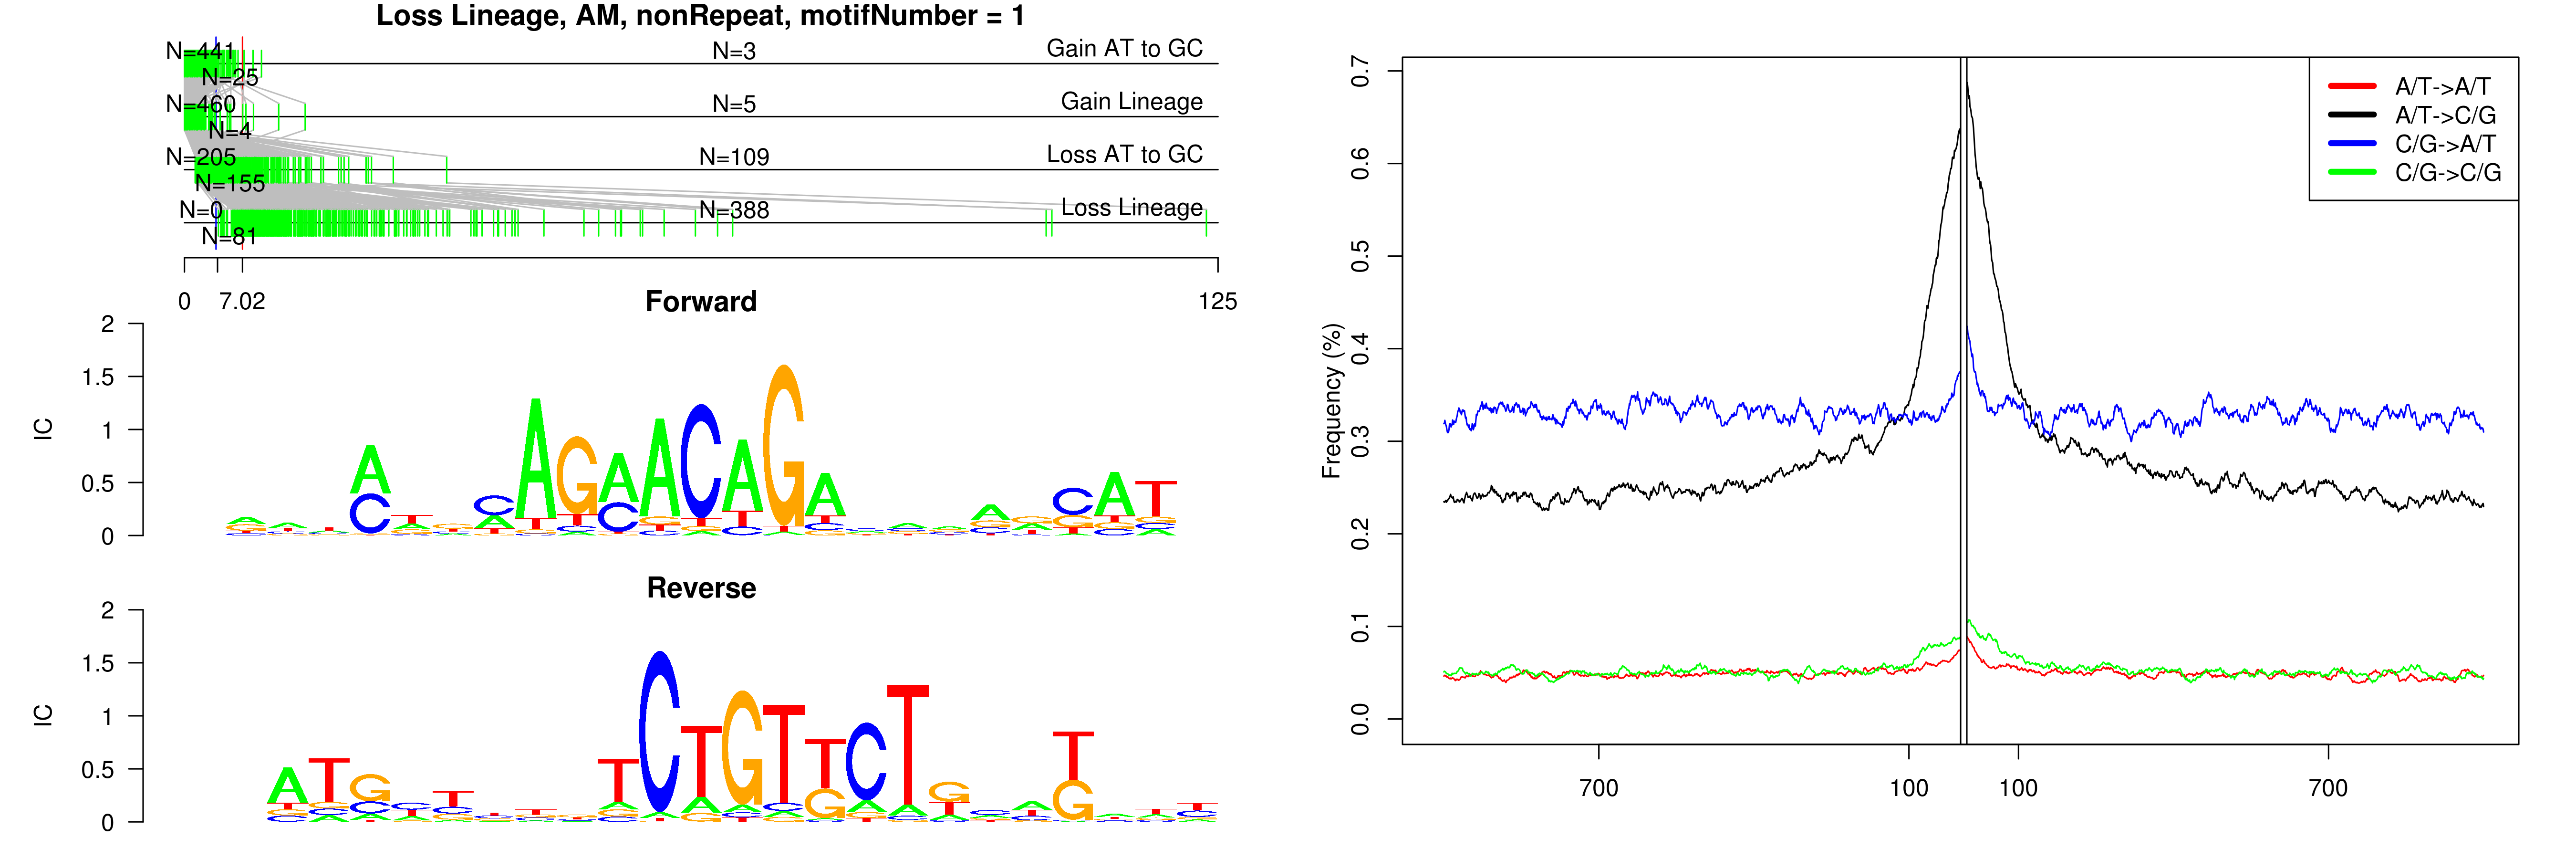 Loss Lineage, AM, nonRepeat, motifNumber = 1
N=441 N=3 Gain AT to GC
N=25
N=460 N=5 Gain Lineage
N=4
N=205 N=109 Loss AT to GC
N=155
N=0 N=388 Loss Lineage
N=81
0 7.02 125
Forward
2
1.5
1
0.5
0
IC
Reverse
2
1.5
1
0.5
0
IC
0.7
0.6
0.5
0.4
0.3
0.2
0.1
0.0
Frequency (%)
A/T->A/T
A/T->C/G
C/G->A/T
C/G->C/G
700 100 100 700